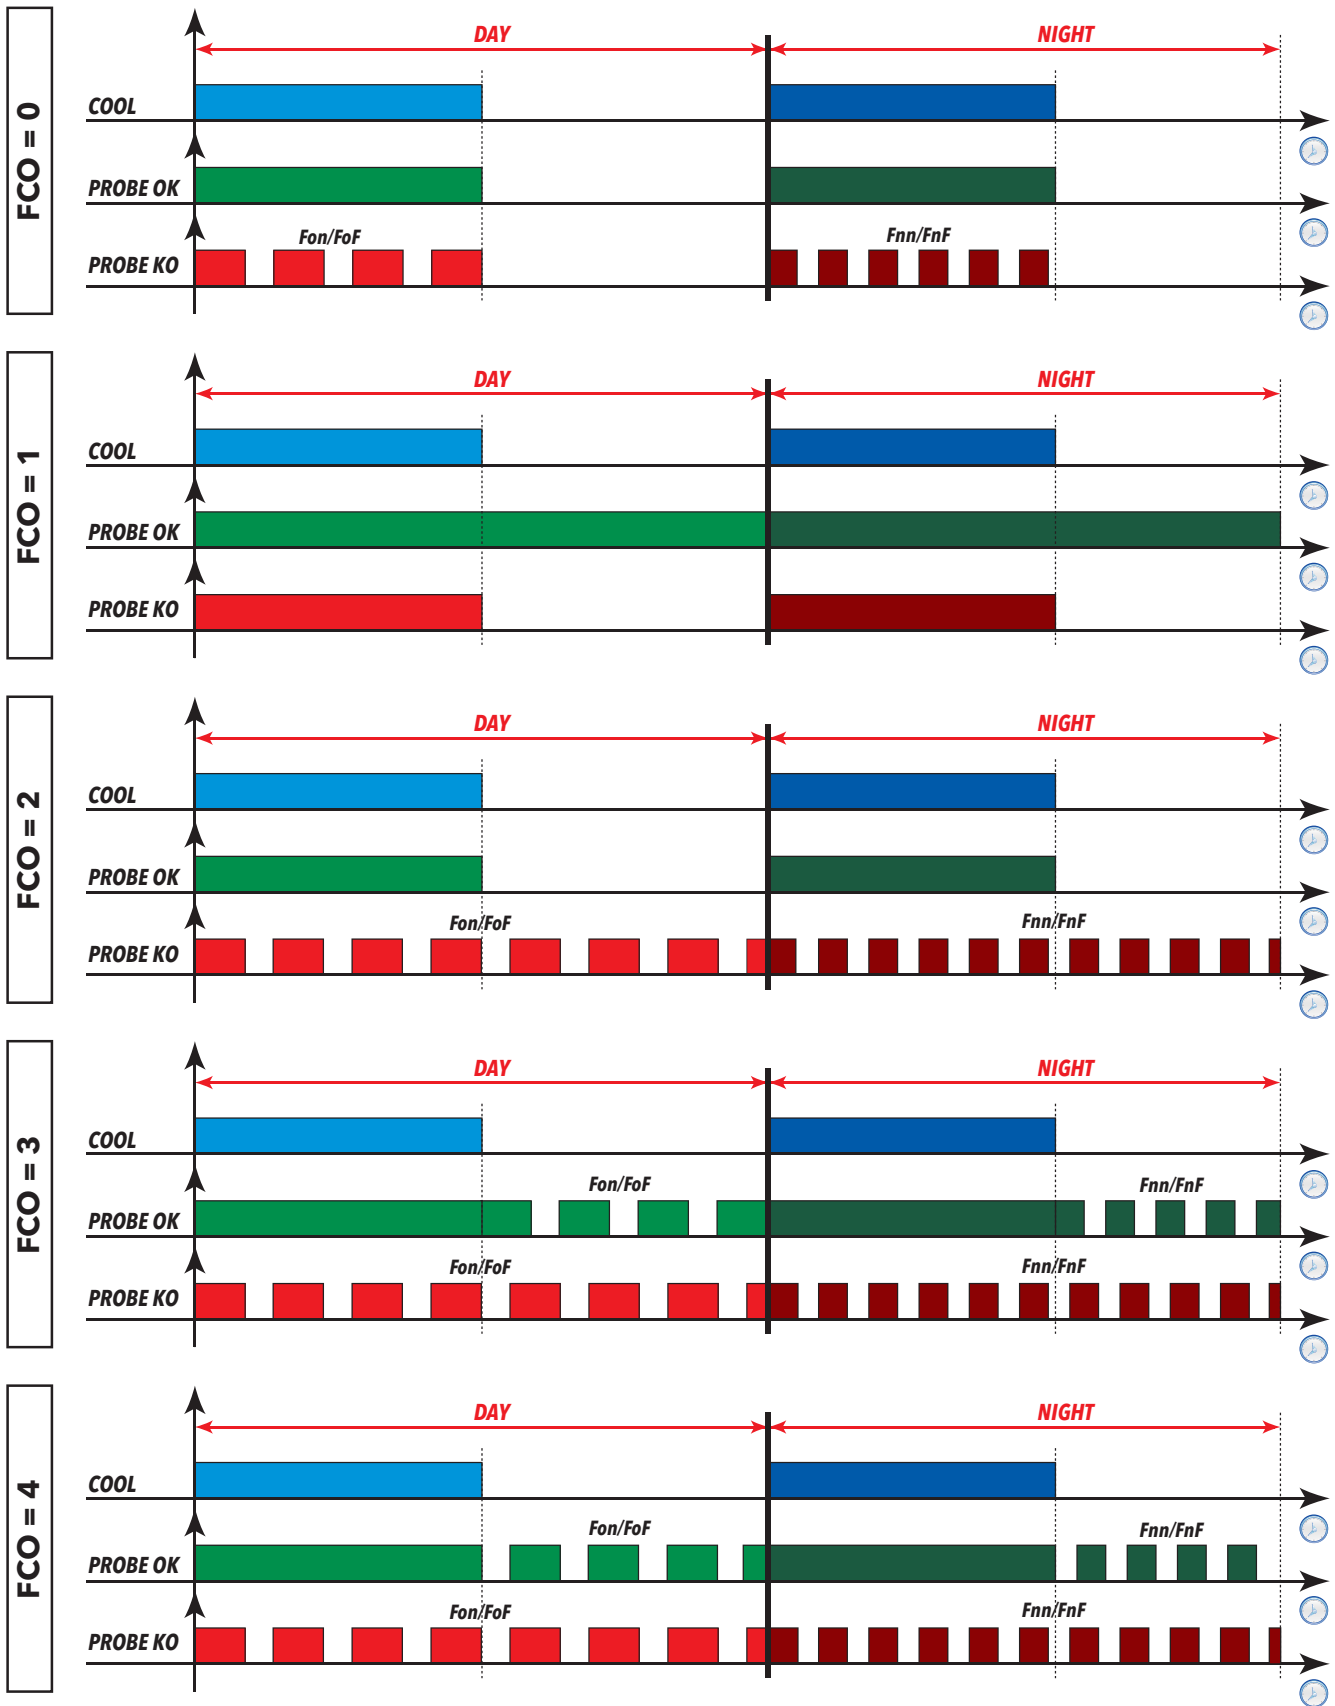 FCO = 0
DAY NIGHT
COOL
PROBE OK
Fon/FoF Fnn/FnF
PROBE KO
FCO = 1
DAY NIGHT
COOL
PROBE OK
PROBE KO
FCO = 2
DAY NIGHT
COOL
PROBE OK
Fon/FoF Fnn/FnF
PROBE KO
FCO = 3
DAY NIGHT
COOL
Fon/FoF Fnn/FnF
PROBE OK
Fon/FoF Fnn/FnF
PROBE KO
FCO = 4
DAY NIGHT
COOL
Fon/FoF Fnn/FnF
PROBE OK
Fon/FoF Fnn/FnF
PROBE KO